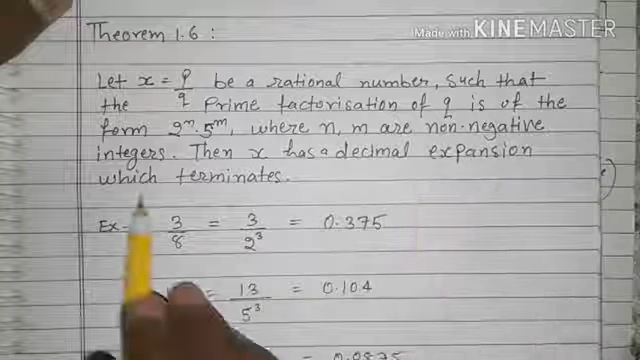 Made with KINEMASTER
Theorem 1.6 :
Let x = p/q be a rational number, such that
the Prime factorisation of q is of the
form 2ⁿ·5ᵐ, where n, m are non-negative
integers. Then x has a decimal expansion
which terminates.
Ex- 3/8 = 3/2³ = 0.375
= 13/5³ = 0.104
= 0.0875